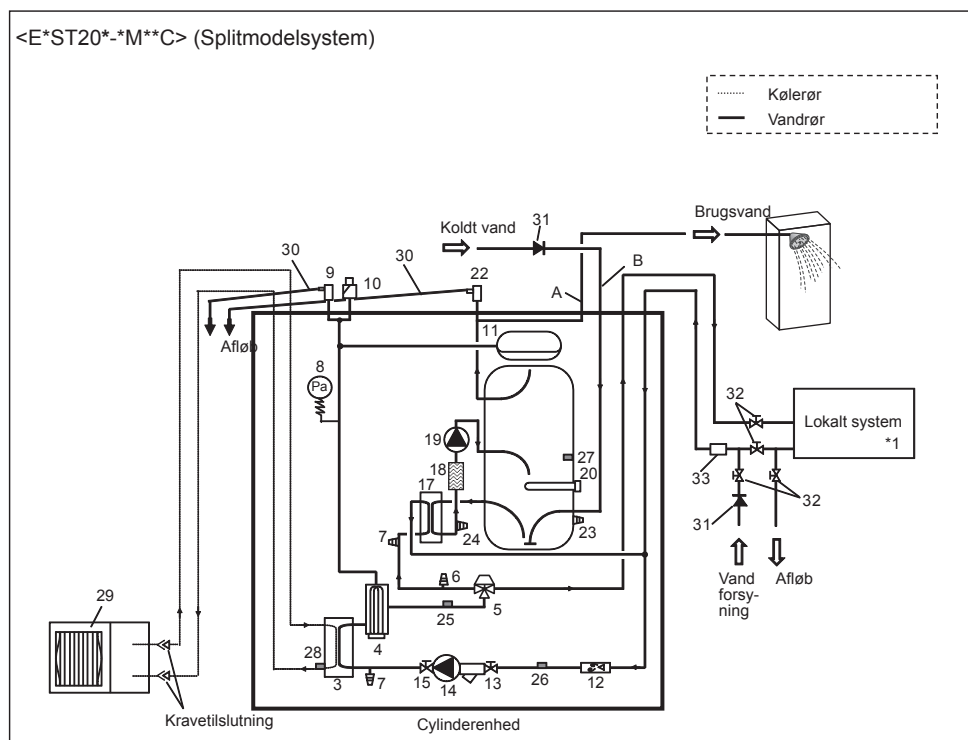 <E*ST20*-*M**C> (Splitmodelsystem)
Kølerør
Vandrør
Brugsvand
Koldt vand
31
B
30
9
10
30
22
A
Afløb
11
8
Pa
32
Lokalt system
*1
19
27
20
18
17
33
32
7
24
23
31
6
29
25
5
Vand
forsy-
ning
Afløb
28
4
3
7
15
14
13
26
12
Kravetilslutning
Cylinderenhed